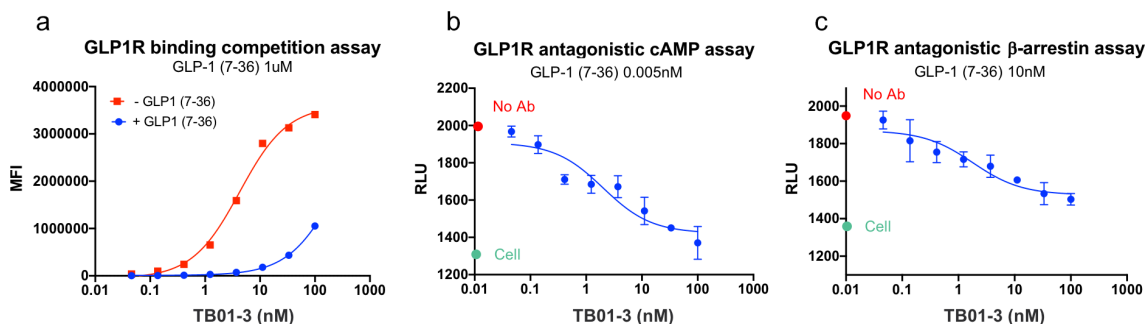 a
GLP1R binding competition assay
GLP-1 (7-36) 1uM
4000000
3000000
2000000
1000000
0
MFI
- GLP1 (7-36)
+ GLP1 (7-36)
0.01 0.1 1 10 100 1000
TB01-3 (nM)
b
GLP1R antagonistic cAMP assay
GLP-1 (7-36) 0.005nM
2200
2000
1800
1600
1400
1200
RLU
No Ab
Cell
0.01 0.1 1 10 100 1000
TB01-3 (nM)
c
GLP1R antagonistic β-arrestin assay
GLP-1 (7-36) 10nM
2000
1800
1600
1400
1200
RLU
No Ab
Cell
0.01 0.1 1 10 100 1000
TB01-3 (nM)